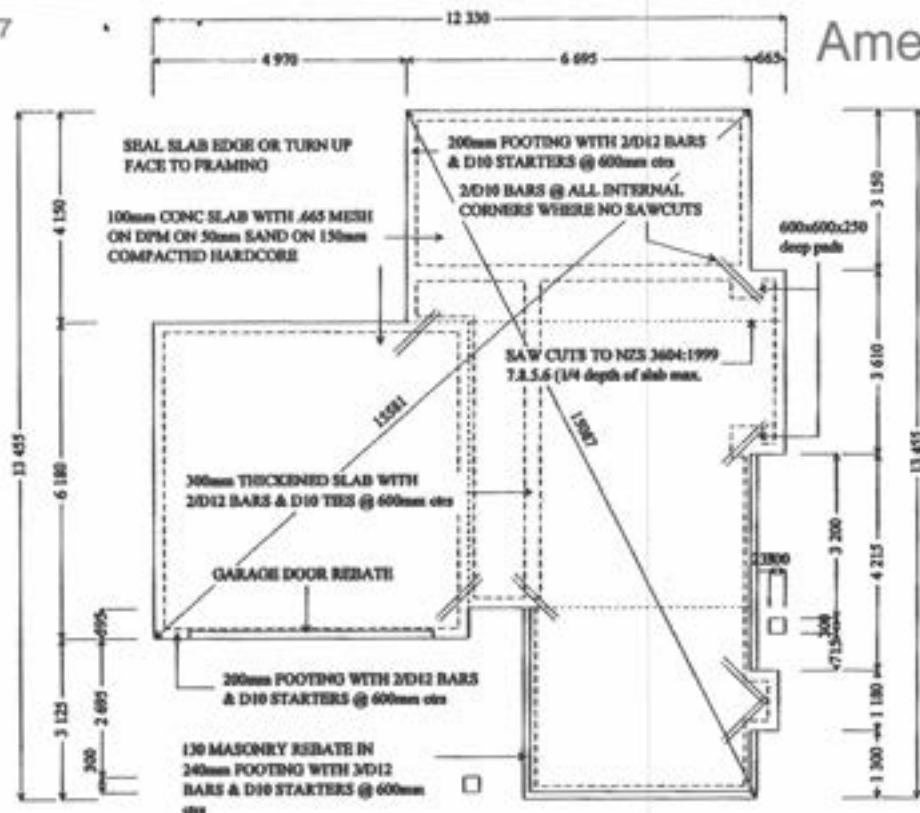 7
Ame
12 330
4 970
6 695
665
SEAL SLAB EDGE OR TURN UP
FACE TO FRAMING
200mm FOOTING WITH 2/D12 BARS
& D10 STARTERS @ 600mm ctrs
2/D10 BARS @ ALL INTERNAL
CORNERS WHERE NO SAWCUTS
100mm CONC SLAB WITH .665 MESH
ON DPM ON 50mm SAND ON 150mm
COMPACTED HARDCORE
600x600x250
deep pads
4 150
3 150
SAW CUTS TO NZS 3604:1999
7.8.5.6 (1/4 depth of slab max.
3 610
13 455
13 455
6 180
15087
300mm THICKENED SLAB WITH
2/D12 BARS & D10 TIES @ 600mm ctrs
3 200
4 215
GARAGE DOOR REBATE
300
715
695
200mm FOOTING WITH 2/D12 BARS
& D10 STARTERS @ 600mm ctrs
3 125
2 695
1 180
130 MASONRY REBATE IN
240mm FOOTING WITH 3/D12
BARS & D10 STARTERS @ 600mm
ctrs
300
1 300